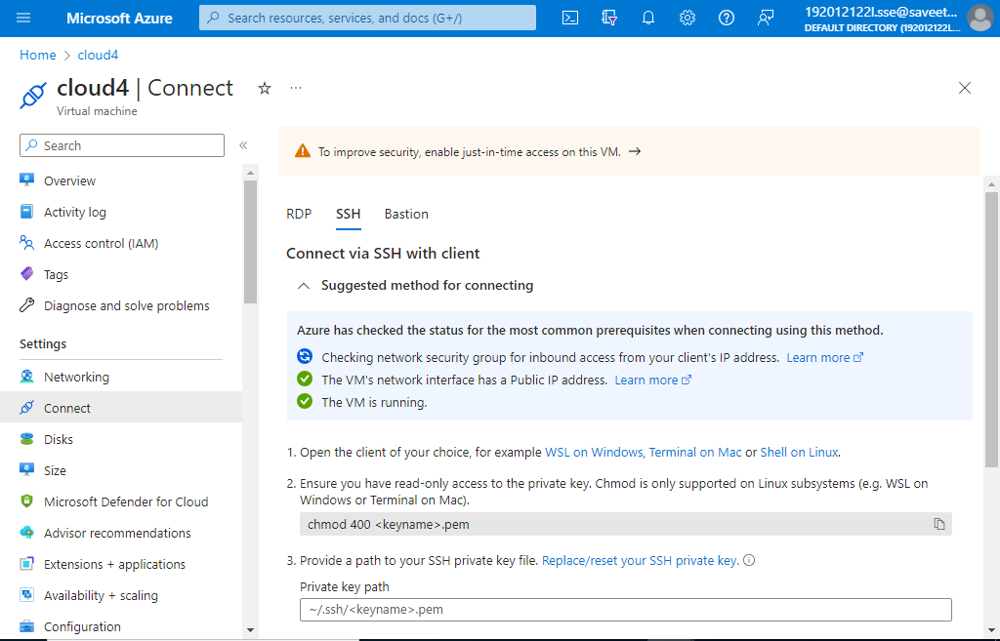 Microsoft Azure
Search resources, services, and docs (G+/)
192012122l.sse@saveet...
DEFAULT DIRECTORY (192012122L...
Home > cloud4
cloud4 | Connect
Virtual machine
Search
To improve security, enable just-in-time access on this VM.
Overview
Activity log
Access control (IAM)
Tags
Diagnose and solve problems
Settings
Networking
Connect
Disks
Size
Microsoft Defender for Cloud
Advisor recommendations
Extensions + applications
Availability + scaling
Configuration
RDP SSH Bastion
Connect via SSH with client
Suggested method for connecting
Azure has checked the status for the most common prerequisites when connecting using this method.
Checking network security group for inbound access from your client's IP address. Learn more
The VM's network interface has a Public IP address. Learn more
The VM is running.
1. Open the client of your choice, for example WSL on Windows, Terminal on Mac or Shell on Linux.
2. Ensure you have read-only access to the private key. Chmod is only supported on Linux subsystems (e.g. WSL on
Windows or Terminal on Mac).
chmod 400 <keyname>.pem
3. Provide a path to your SSH private key file. Replace/reset your SSH private key.
Private key path
~/.ssh/<keyname>.pem